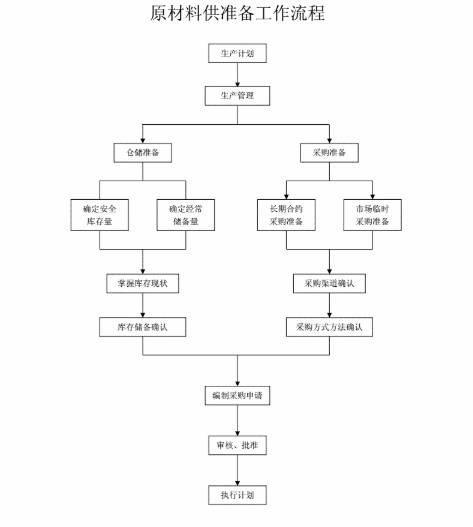 原材料供准备工作流程
生产计划
生产管理
仓储准备
采购准备
确定安全
库存量
确定经常
储备量
长期合约
采购准备
市场临时
采购准备
掌握库存现状
采购渠道确认
库存储备确认
采购方式方法确认
编制采购申请
审核、批准
执行计划